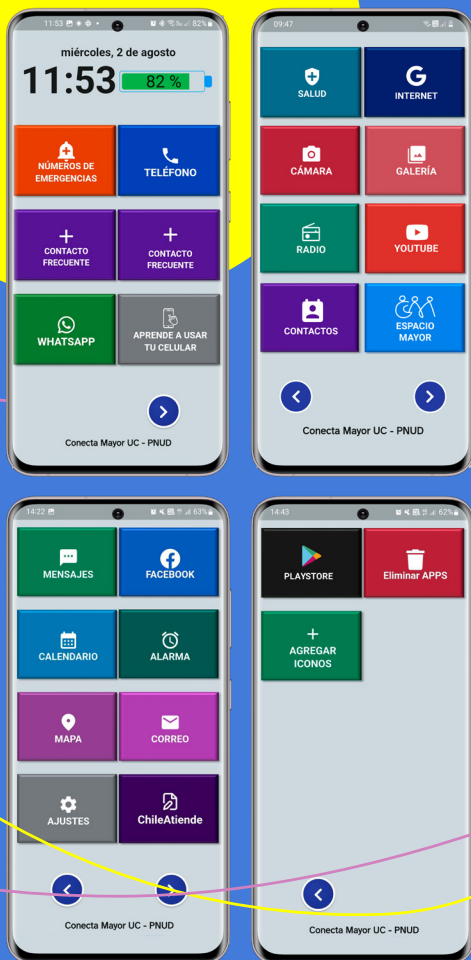 11:53
82%
miércoles, 2 de agosto
11:53
82 %
NÚMEROS DE
EMERGENCIAS
TELÉFONO
CONTACTO
FRECUENTE
CONTACTO
FRECUENTE
WHATSAPP
APRENDE A USAR
TU CELULAR
Conecta Mayor UC - PNUD
09:47
SALUD
G
INTERNET
CÁMARA
GALERÍA
RADIO
YOUTUBE
CONTACTOS
ESPACIO
MAYOR
Conecta Mayor UC - PNUD
14:22
63%
MENSAJES
FACEBOOK
CALENDARIO
ALARMA
MAPA
CORREO
AJUSTES
ChileAtiende
Conecta Mayor UC - PNUD
14:43
62%
PLAYSTORE
Eliminar APPS
AGREGAR
ICONOS
Conecta Mayor UC - PNUD